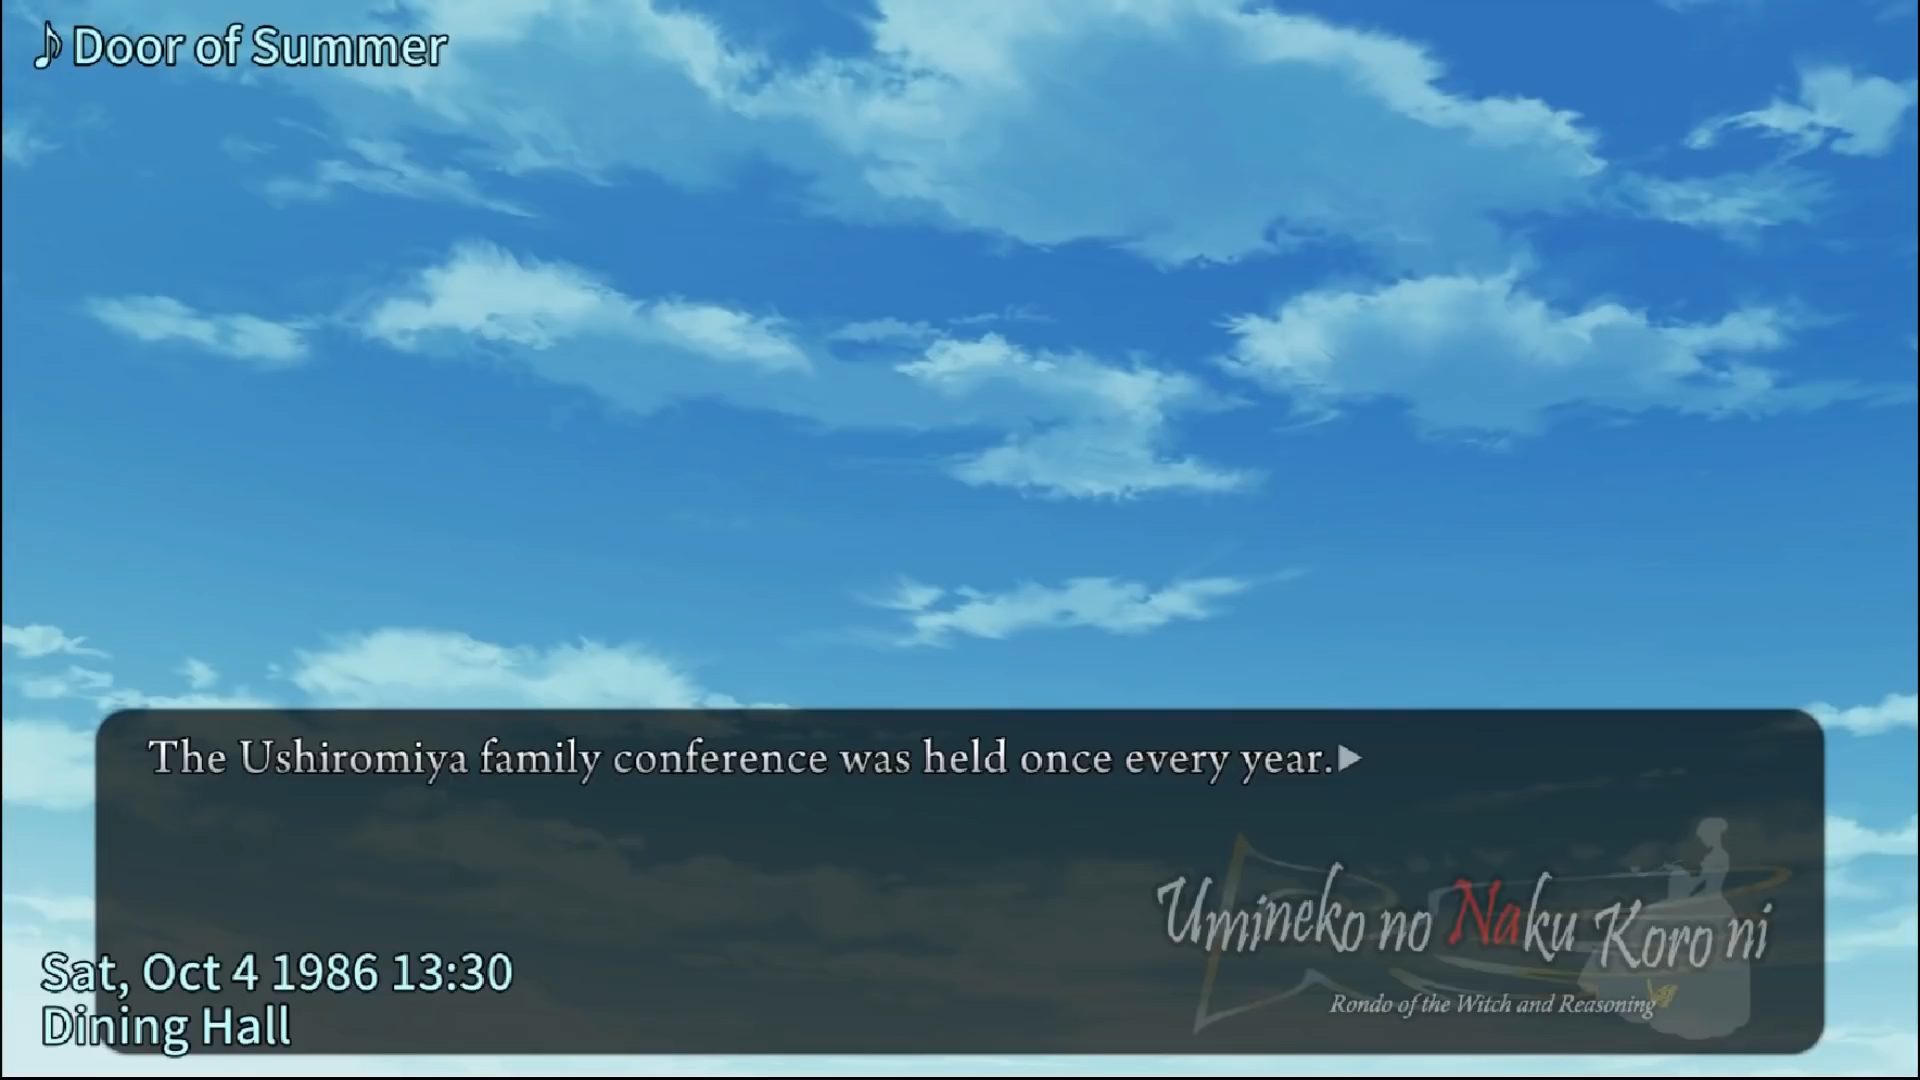 ♪Door of Summer
The Ushiromiya family conference was held once every year.
Umineko no Naku Koro ni
Rondo of the Witch and Reasoning
Sat, Oct 4 1986 13:30
Dining Hall